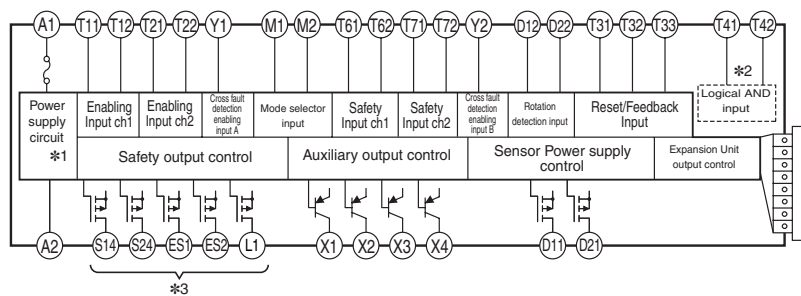 A1 T11 T12 T21 T22 Y1 M1 M2 T61 T62 T71 T72 Y2 D12 D22 T31 T32 T33 T41 T42
*2
Power
supply
circuit
*1
Enabling
Input ch1
Enabling
Input ch2
Cross fault
detection
enabling
input A
Mode selector
input
Safety
Input ch1
Safety
Input ch2
Cross fault
detection
enabling
input B
Rotation
detection input
Reset/Feedback
Input
Logical AND
input
Safety output control
Auxiliary output control
Sensor Power supply
control
Expansion Unit
output control
A2 S14 S24 ES1 ES2 L1 X1 X2 X3 X4 D11 D21
*3